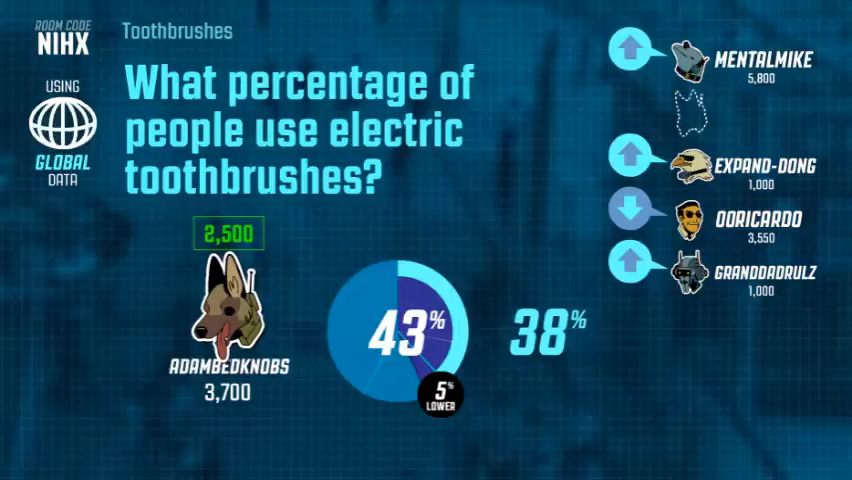 ROOM CODE
NIHX
USING
GLOBAL
DATA
Toothbrushes
What percentage of
people use electric
toothbrushes?
2,500
ADAMBEDKNOBS
3,700
43%
5%
LOWER
38%
MENTALMIKE
5,800
EXPAND-DONG
1,000
OORICARDO
3,550
GRANDDADRULZ
1,000